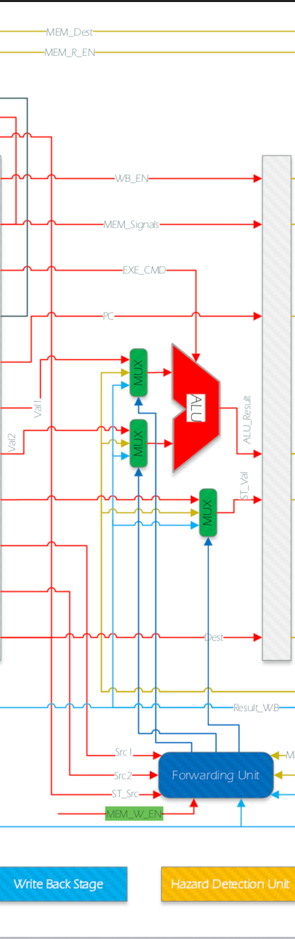 MEM_Dest
MEM_R_EN
WB_EN
MEM_Signals
EXE_CMD
PC
MUX
ALU
Val1
ALU_Result
Val2
MUX
ST_Val
MUX
Dest
Result_WB
Src1
Src2
Forwarding Unit
ST_Src
MEM_W_EN
Write Back Stage
Hazard Detection Unit